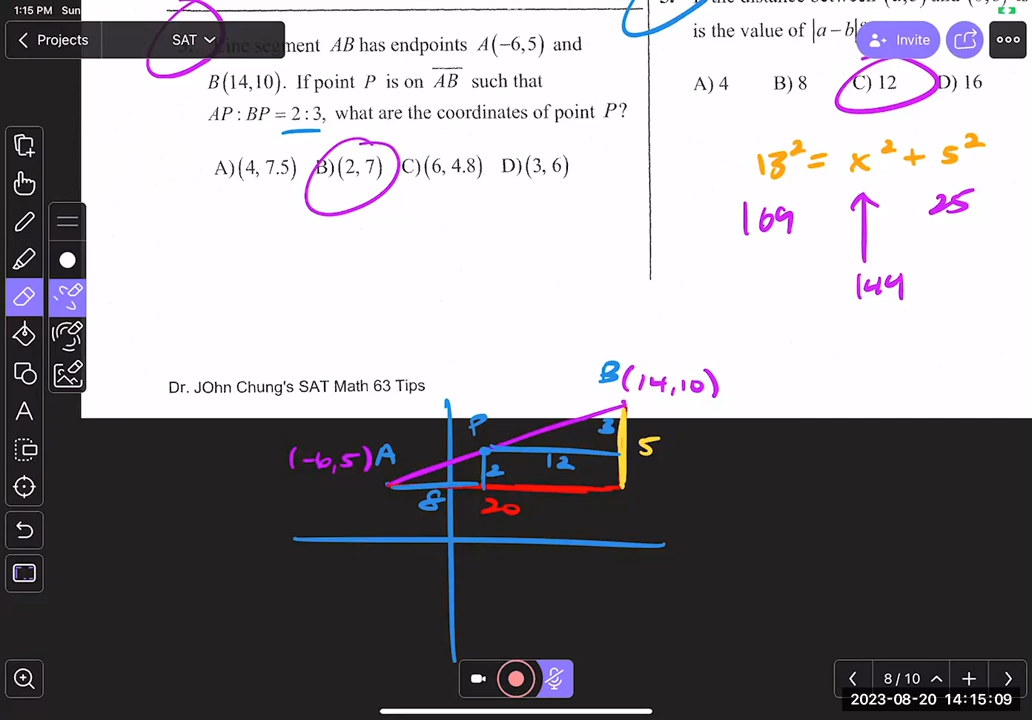 1:15 PM Sun
Projects
SAT
Invite
Line segment AB has endpoints A(−6,5) and
B(14,10). If point P is on AB such that
AP : BP = 2 : 3, what are the coordinates of point P?
A)(4, 7.5) B)(2, 7) C)(6, 4.8) D)(3, 6)
is the value of |a−b|
A) 4 B) 8 C) 12 D) 16
13² = x² + 5²
169 25
144
Dr. JOhn Chung's SAT Math 63 Tips
B(14,10)
P
3
5
(-6,5)A
12
2
8
20
A
8 / 10
2023-08-20 14:15:09